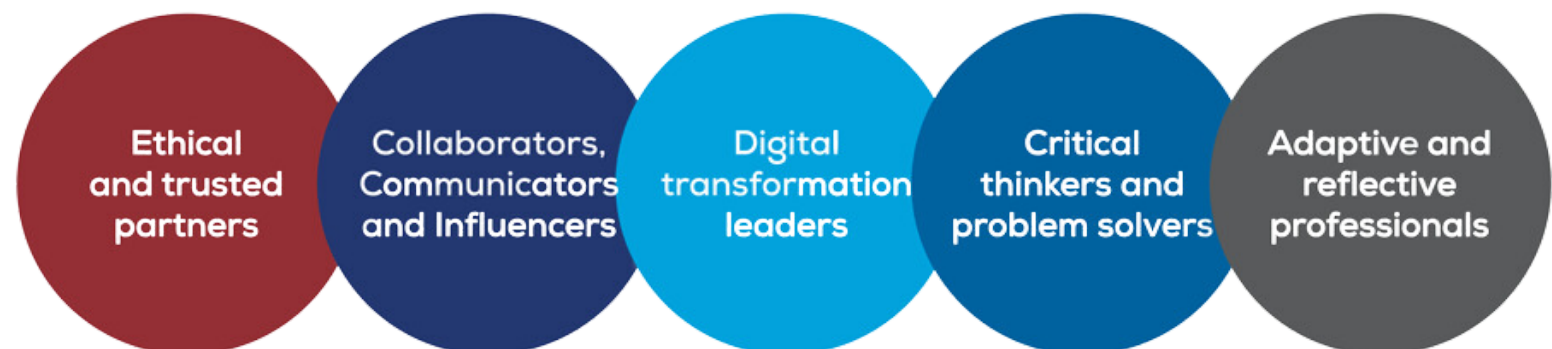 Ethical
and trusted
partners
Collaborators,
Communicators
and Influencers
Digital
transformation
leaders
Critical
thinkers and
problem solvers
Adaptive and
reflective
professionals